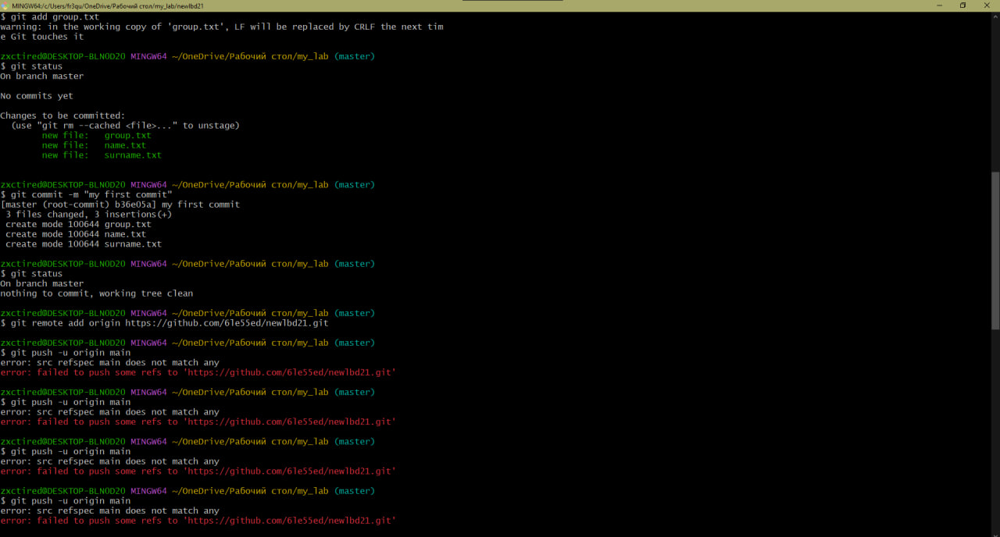 MINGW64:/c/Users/fr3qu/OneDrive/Рабочий стол/my_lab/newlbd21
$ git add group.txt
warning: in the working copy of 'group.txt', LF will be replaced by CRLF the next tim
e Git touches it
zxctired@DESKTOP-BLNOD2O MINGW64 ~/OneDrive/Рабочий стол/my_lab (master)
$ git status
On branch master
No commits yet
Changes to be committed:
(use "git rm --cached <file>..." to unstage)
new file: group.txt
new file: name.txt
new file: surname.txt
zxctired@DESKTOP-BLNOD2O MINGW64 ~/OneDrive/Рабочий стол/my_lab (master)
$ git commit -m "my first commit"
[master (root-commit) b36e05a] my first commit
3 files changed, 3 insertions(+)
create mode 100644 group.txt
create mode 100644 name.txt
create mode 100644 surname.txt
zxctired@DESKTOP-BLNOD2O MINGW64 ~/OneDrive/Рабочий стол/my_lab (master)
$ git status
On branch master
nothing to commit, working tree clean
zxctired@DESKTOP-BLNOD2O MINGW64 ~/OneDrive/Рабочий стол/my_lab (master)
$ git remote add origin https://github.com/6le55ed/newlbd21.git
zxctired@DESKTOP-BLNOD2O MINGW64 ~/OneDrive/Рабочий стол/my_lab (master)
$ git push -u origin main
error: src refspec main does not match any
error: failed to push some refs to 'https://github.com/6le55ed/newlbd21.git'
zxctired@DESKTOP-BLNOD2O MINGW64 ~/OneDrive/Рабочий стол/my_lab (master)
$ git push -u origin main
error: src refspec main does not match any
error: failed to push some refs to 'https://github.com/6le55ed/newlbd21.git'
zxctired@DESKTOP-BLNOD2O MINGW64 ~/OneDrive/Рабочий стол/my_lab (master)
$ git push -u origin main
error: src refspec main does not match any
error: failed to push some refs to 'https://github.com/6le55ed/newlbd21.git'
zxctired@DESKTOP-BLNOD2O MINGW64 ~/OneDrive/Рабочий стол/my_lab (master)
$ git push -u origin main
error: src refspec main does not match any
error: failed to push some refs to 'https://github.com/6le55ed/newlbd21.git'